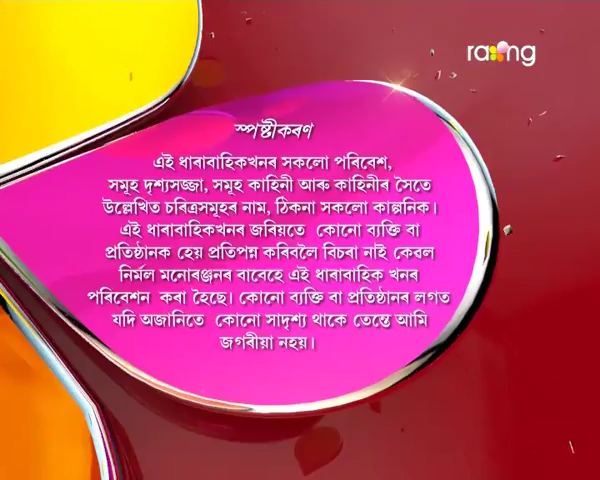 rang
স্পষ্টীকৰণ
এই ধাৰাবাহিকখনৰ সকলো পৰিবেশ,
সমূহ দৃশ্যসজ্জা, সমূহ কাহিনী আৰু কাহিনীৰ সৈতে
উল্লেখিত চৰিত্ৰসমূহৰ নাম, ঠিকনা সকলো কাল্পনিক।
এই ধাৰাবাহিকখনৰ জৰিয়তে কোনো ব্যক্তি বা
প্ৰতিষ্ঠানক হেয় প্ৰতিপন্ন কৰিবলৈ বিচৰা নাই কেৱল
নিৰ্মল মনোৰঞ্জনৰ বাবেহে এই ধাৰাবাহিক খনৰ
পৰিবেশন কৰা হৈছে। কোনো ব্যক্তি বা প্ৰতিষ্ঠানৰ লগত
যদি অজানিতে কোনো সাদৃশ্য থাকে তেন্তে আমি
জগৰীয়া নহয়।